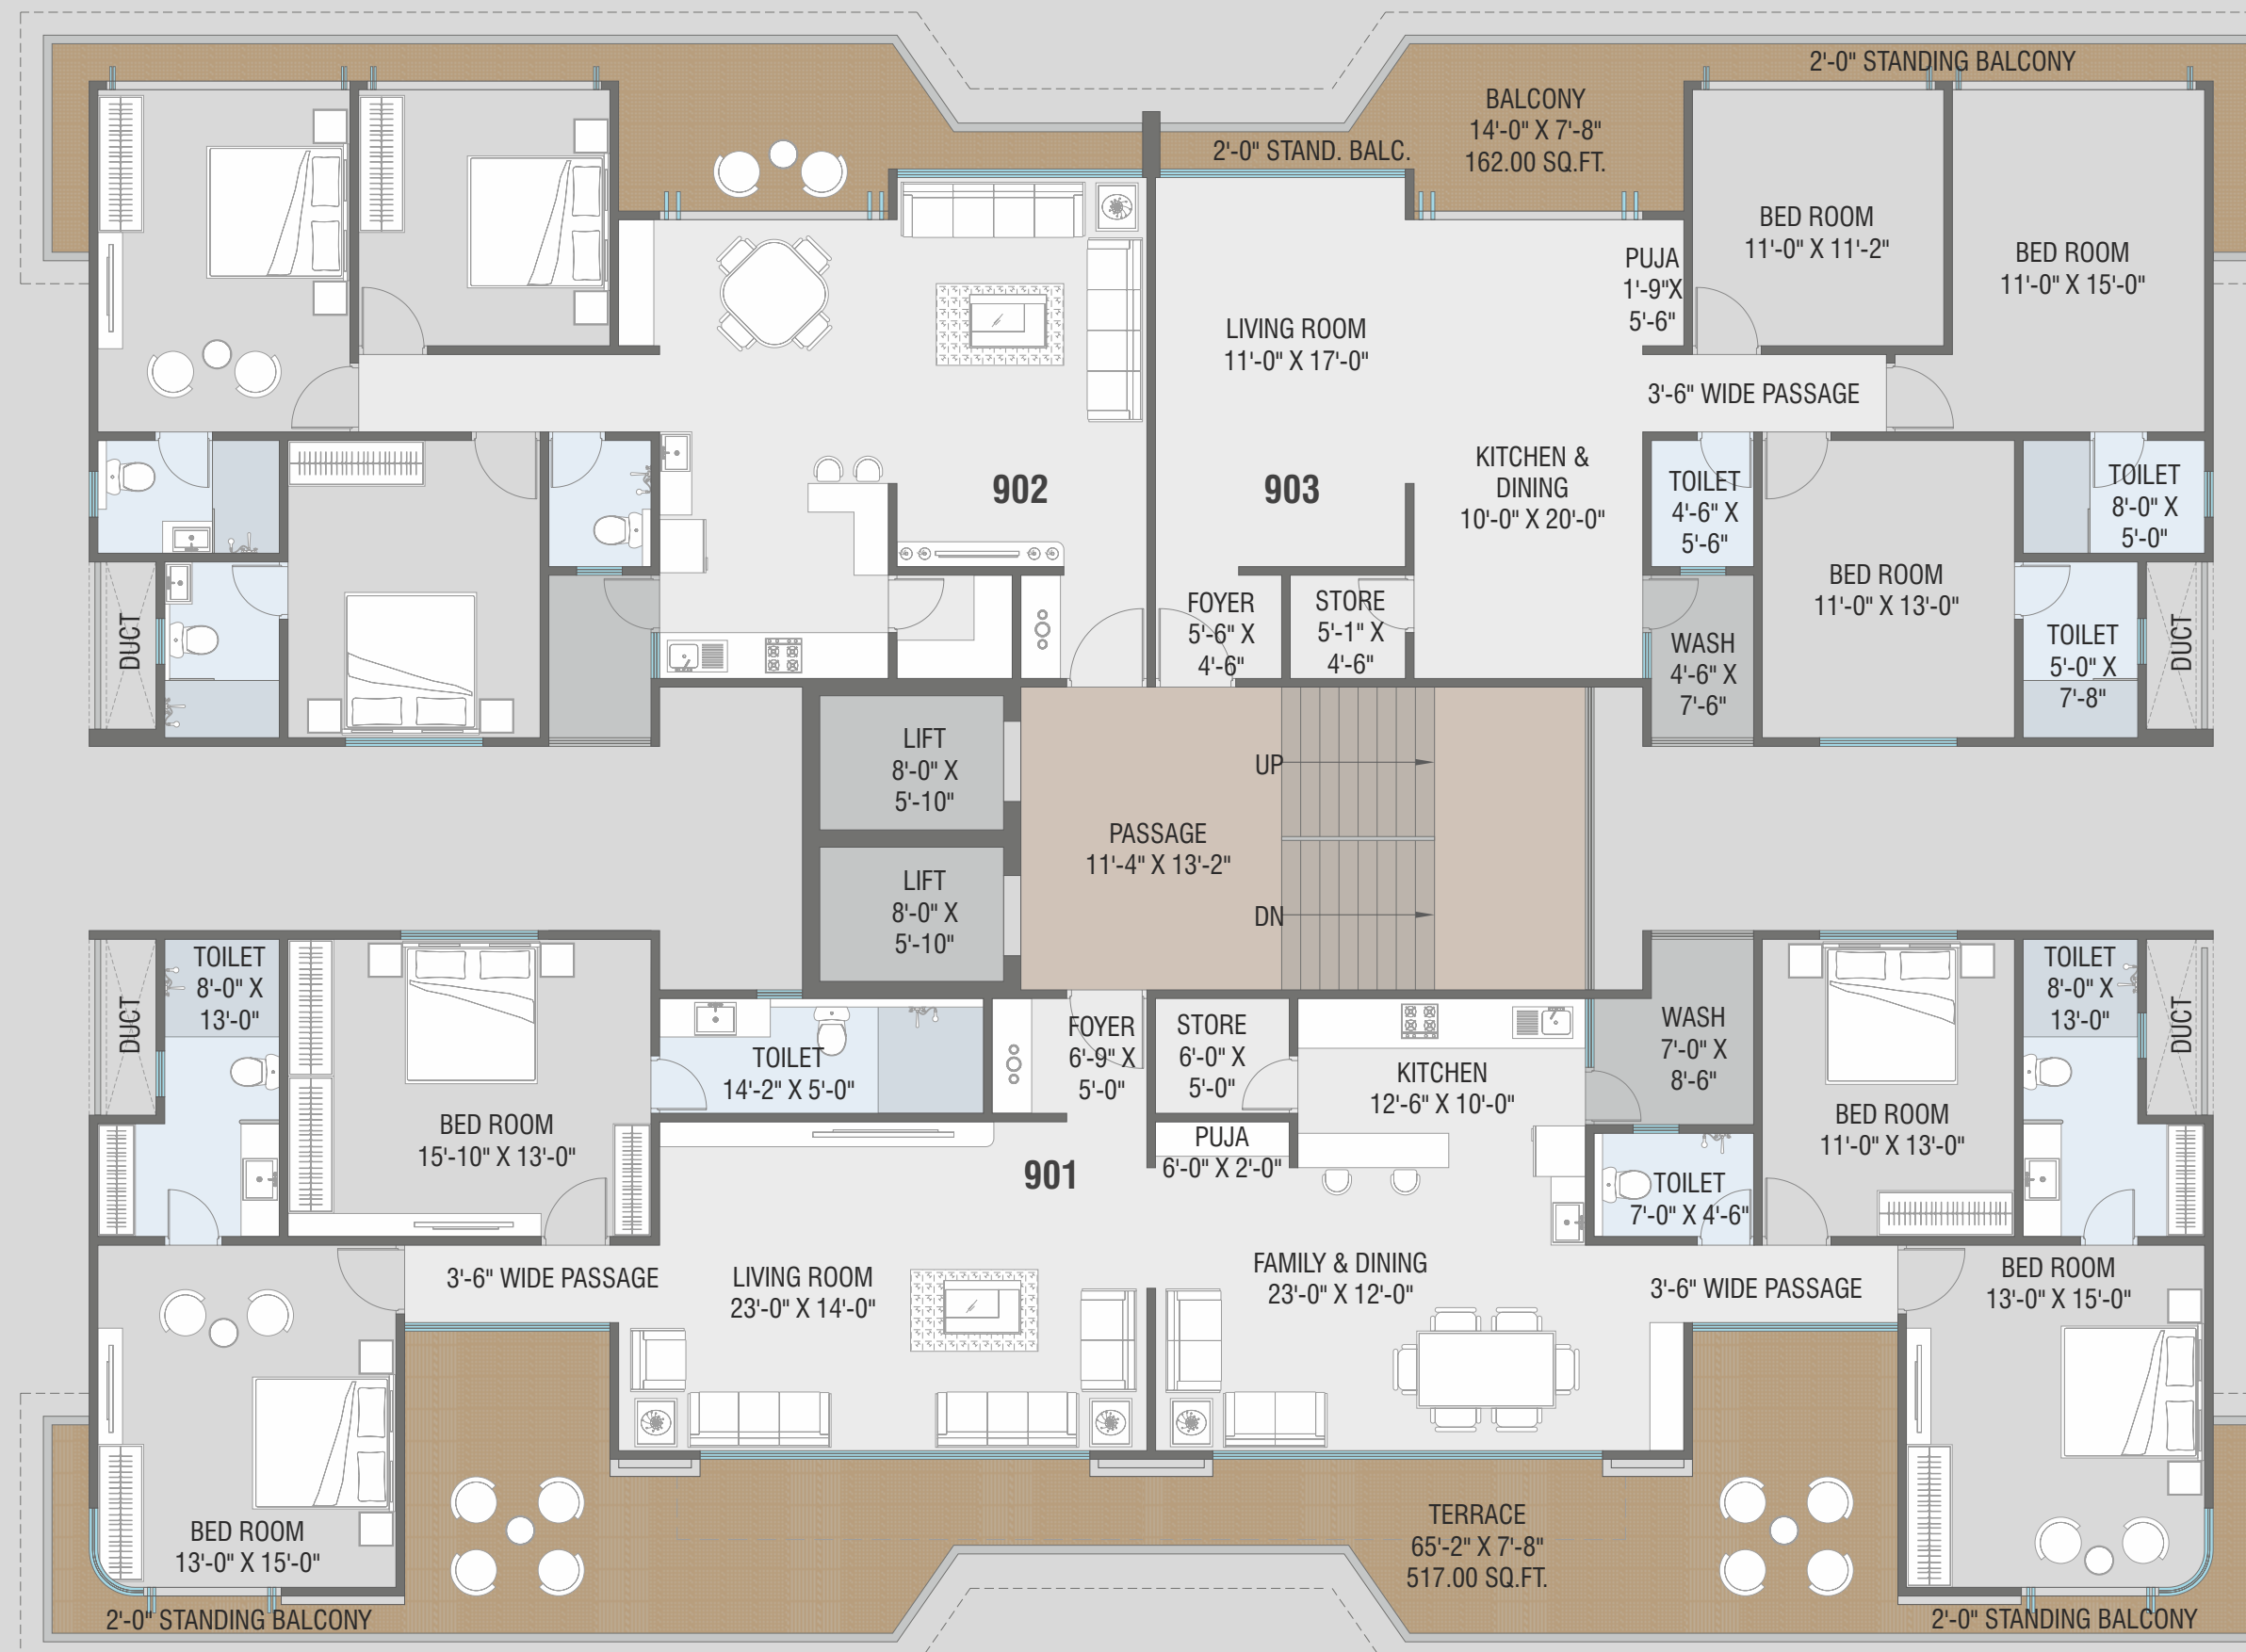 2'-0" STANDING BALCONY
BALCONY
14'-0" X 7'-8"
162.00 SQ.FT.
2'-0" STAND. BALC.
BED ROOM
11'-0" X 11'-2"
BED ROOM
11'-0" X 15'-0"
PUJA
1'-9"X
5'-6"
LIVING ROOM
11'-0" X 17'-0"
3'-6" WIDE PASSAGE
902
903
KITCHEN &
DINING
10'-0" X 20'-0"
TOILET
4'-6" X
5'-6"
TOILET
8'-0" X
5'-0"
BED ROOM
11'-0" X 13'-0"
FOYER
5'-6" X
4'-6"
STORE
5'-1" X
4'-6"
WASH
4'-6" X
7'-6"
TOILET
5'-0" X
7'-8"
DUCT
DUCT
LIFT
8'-0" X
5'-10"
UP
PASSAGE
11'-4" X 13'-2"
LIFT
8'-0" X
5'-10"
DN
DUCT
TOILET
8'-0" X
13'-0"
BED ROOM
15'-10" X 13'-0"
TOILET
14'-2" X 5'-0"
FOYER
6'-9" X
5'-0"
STORE
6'-0" X
5'-0"
KITCHEN
12'-6" X 10'-0"
WASH
7'-0" X
8'-6"
BED ROOM
11'-0" X 13'-0"
TOILET
8'-0" X
13'-0"
DUCT
901
PUJA
6'-0" X 2'-0"
TOILET
7'-0" X 4'-6"
3'-6" WIDE PASSAGE
LIVING ROOM
23'-0" X 14'-0"
FAMILY & DINING
23'-0" X 12'-0"
3'-6" WIDE PASSAGE
BED ROOM
13'-0" X 15'-0"
BED ROOM
13'-0" X 15'-0"
TERRACE
65'-2" X 7'-8"
517.00 SQ.FT.
2'-0" STANDING BALCONY
2'-0" STANDING BALCONY